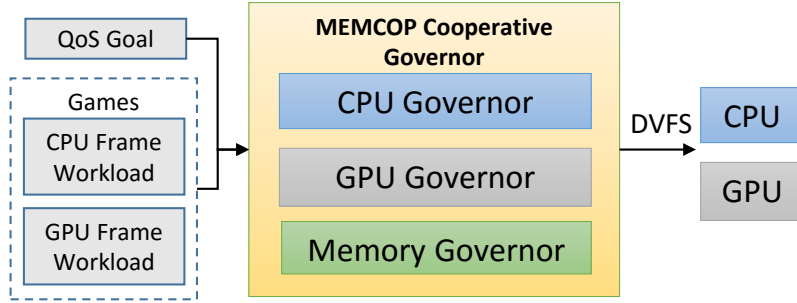 QoS Goal
Games
CPU Frame
Workload
GPU Frame
Workload
MEMCOP Cooperative
Governor
CPU Governor
GPU Governor
Memory Governor
DVFS
CPU
GPU